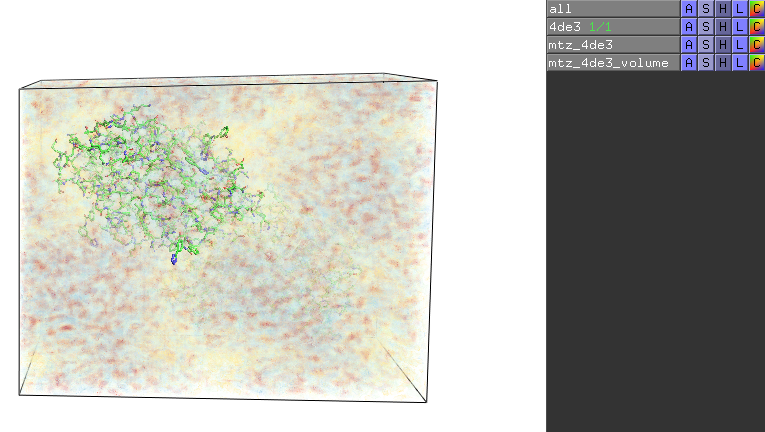 all A S H L C
4de3 1/1 A S H L C
mtz_4de3 A S H L C
mtz_4de3_volume A S H L C